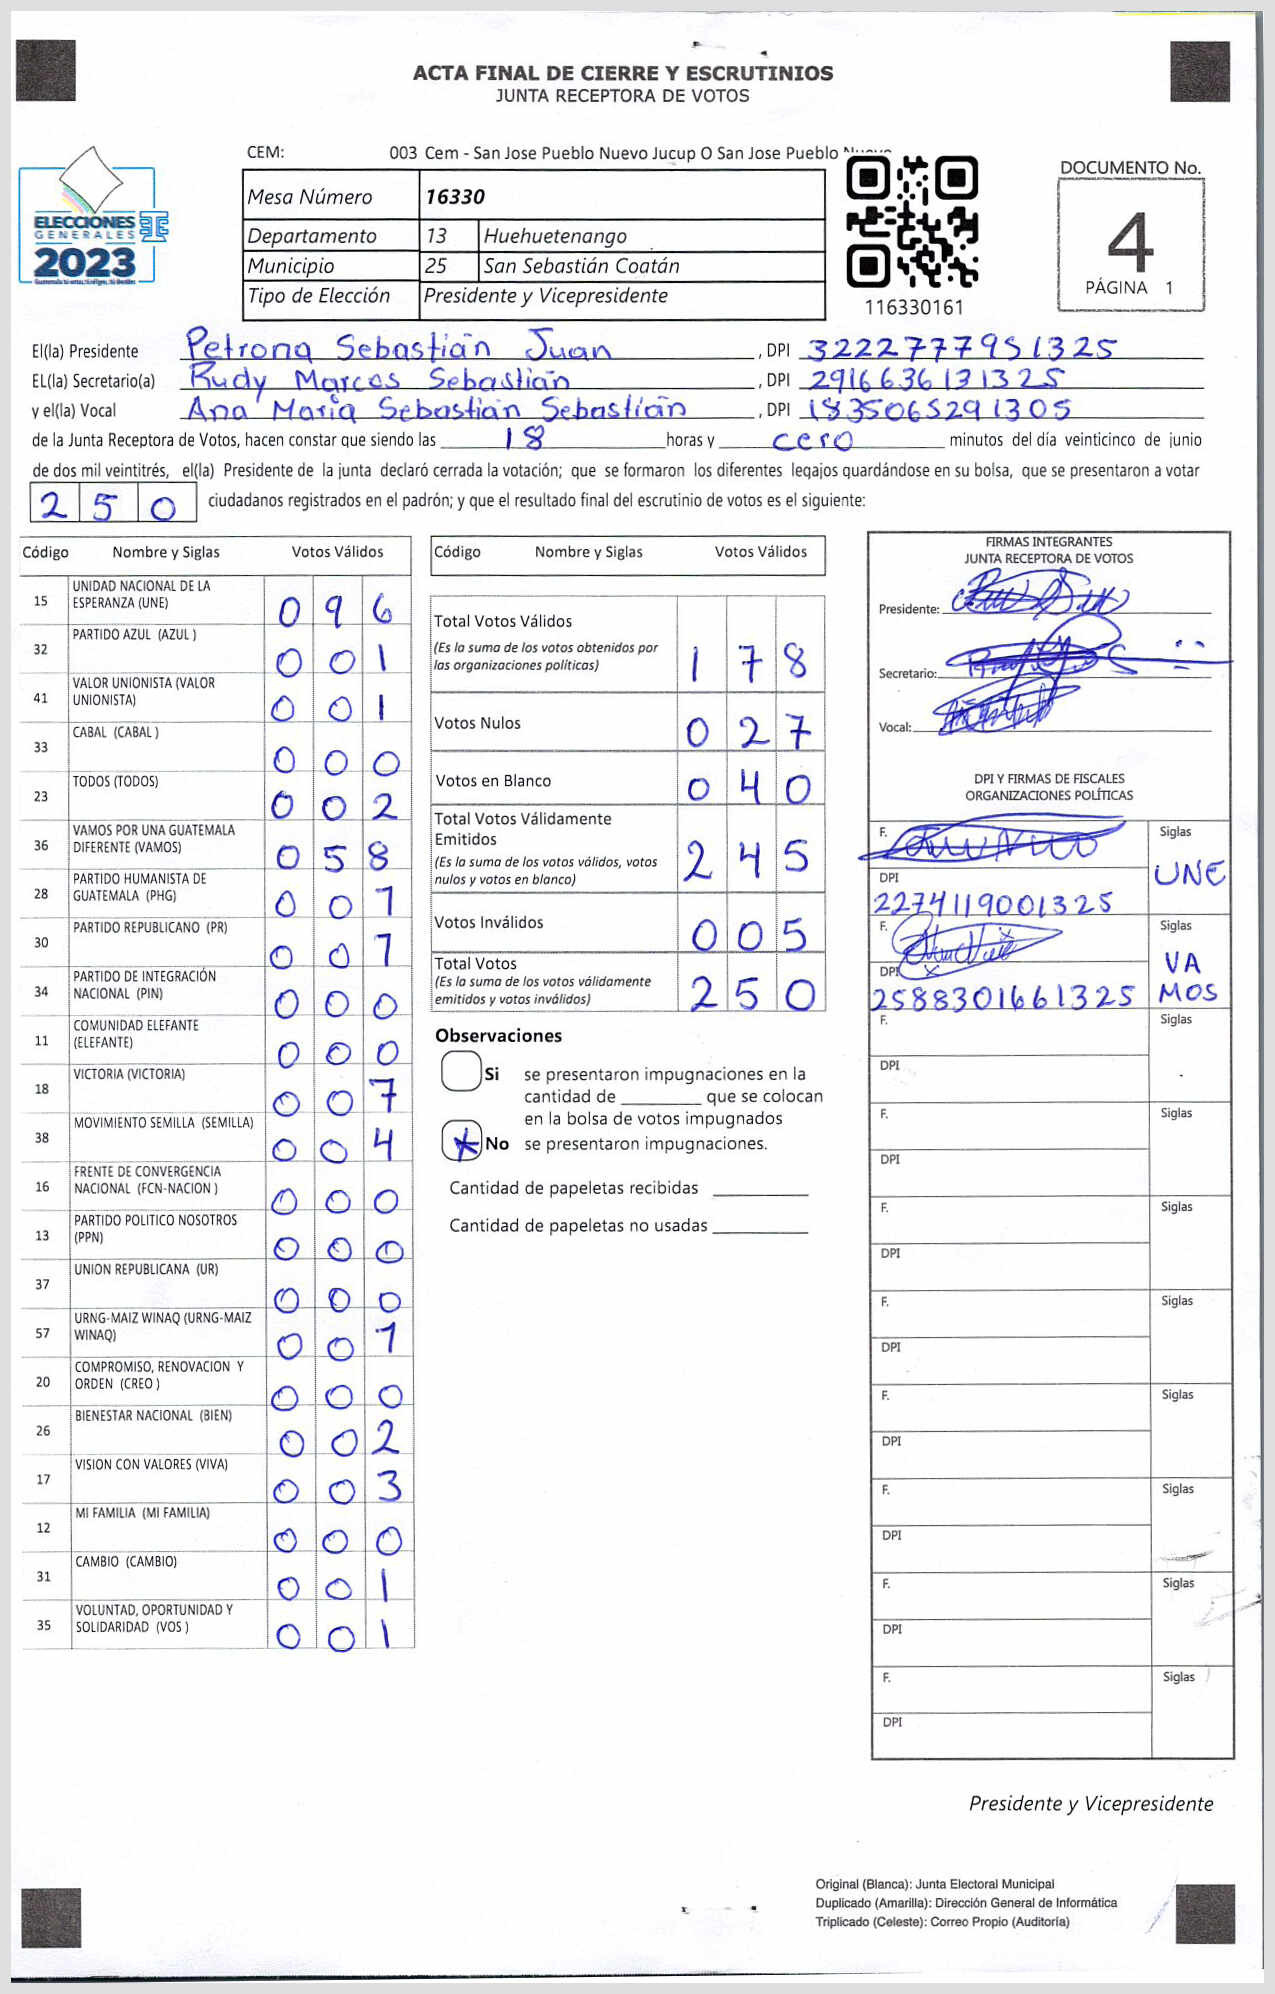 ACTA FINAL DE CIERRE Y ESCRUTINIOS
JUNTA RECEPTORA DE VOTOS
CEM: 003 Cem - San Jose Pueblo Nuevo Jucup O San Jose Pueblo Nuevo
DOCUMENTO No.
4
PÁGINA 1
ELECCIONES
GENERALES
2023
Mesa Número 16330
Departamento 13 Huehuetenango
Municipio 25 San Sebastián Coatán
Tipo de Elección Presidente y Vicepresidente
116330161
El(la) Presidente Petrona Sebastián Juan , DPI 3222777951325
EL(la) Secretario(a) Rudy Marcos Sebastián , DPI 2916636131325
y el(la) Vocal Ana Maria Sebastián Sebastián , DPI 1835065291305
de la Junta Receptora de Votos, hacen constar que siendo las 18 horas y cero minutos del día veinticinco de junio
de dos mil veintitrés, el(la) Presidente de la junta declaró cerrada la votación; que se formaron los diferentes legajos quardándose en su bolsa, que se presentaron a votar
250 ciudadanos registrados en el padrón; y que el resultado final del escrutinio de votos es el siguiente:
Código Nombre y Siglas Votos Válidos
15 UNIDAD NACIONAL DE LA
ESPERANZA (UNE) 096
32 PARTIDO AZUL (AZUL ) 001
41 VALOR UNIONISTA (VALOR
UNIONISTA) 001
33 CABAL (CABAL ) 000
23 TODOS (TODOS) 002
36 VAMOS POR UNA GUATEMALA
DIFERENTE (VAMOS) 058
28 PARTIDO HUMANISTA DE
GUATEMALA (PHG) 001
30 PARTIDO REPUBLICANO (PR) 001
34 PARTIDO DE INTEGRACIÓN
NACIONAL (PIN) 000
11 COMUNIDAD ELEFANTE
(ELEFANTE) 000
18 VICTORIA (VICTORIA) 007
38 MOVIMIENTO SEMILLA (SEMILLA) 004
16 FRENTE DE CONVERGENCIA
NACIONAL (FCN-NACION ) 000
13 PARTIDO POLITICO NOSOTROS
(PPN) 000
37 UNION REPUBLICANA (UR) 000
57 URNG-MAIZ WINAQ (URNG-MAIZ
WINAQ) 001
20 COMPROMISO, RENOVACION Y
ORDEN (CREO ) 000
26 BIENESTAR NACIONAL (BIEN) 002
17 VISION CON VALORES (VIVA) 003
12 MI FAMILIA (MI FAMILIA) 000
31 CAMBIO (CAMBIO) 001
35 VOLUNTAD, OPORTUNIDAD Y
SOLIDARIDAD (VOS ) 001
Código Nombre y Siglas Votos Válidos
Total Votos Válidos
(Es la suma de los votos obtenidos por
las organizaciones políticas) 178
Votos Nulos 027
Votos en Blanco 040
Total Votos Válidamente
Emitidos
(Es la suma de los votos válidos, votos
nulos y votos en blanco) 245
Votos Inválidos 005
Total Votos
(Es la suma de los votos válidamente
emitidos y votos inválidos) 250
Observaciones
Si se presentaron impugnaciones en la
cantidad de ________ que se colocan
en la bolsa de votos impugnados
No se presentaron impugnaciones.
Cantidad de papeletas recibidas
Cantidad de papeletas no usadas
FIRMAS INTEGRANTES
JUNTA RECEPTORA DE VOTOS
Presidente:
Secretario:
Vocal:
DPI Y FIRMAS DE FISCALES
ORGANIZACIONES POLÍTICAS
F. Siglas
UNE
DPI
2274119001325
F. Siglas
VA
DPI
2588301661325 MOS
F. Siglas
DPI
F. Siglas
DPI
F. Siglas
DPI
F. Siglas
DPI
F. Siglas
DPI
F. Siglas
DPI
F. Siglas
DPI
F. Siglas
DPI
Presidente y Vicepresidente
Original (Blanca): Junta Electoral Municipal
Duplicado (Amarilla): Dirección General de Informática
Triplicado (Celeste): Correo Propio (Auditoría)